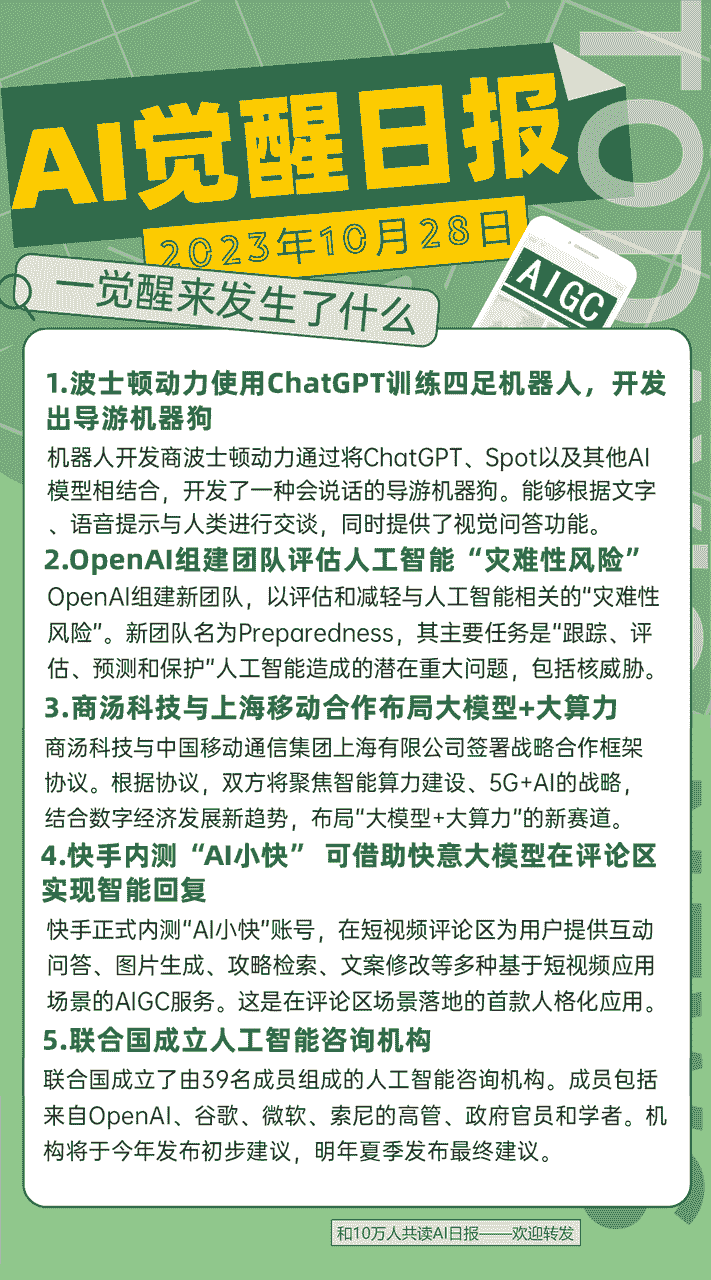 AI觉醒日报
2023年10月28日
一觉醒来发生了什么
AIGC
1.波士顿动力使用ChatGPT训练四足机器人，开发
出导游机器狗
机器人开发商波士顿动力通过将ChatGPT、Spot以及其他AI
模型相结合，开发了一种会说话的导游机器狗。能够根据文字
、语音提示与人类进行交谈，同时提供了视觉问答功能。
2.OpenAI组建团队评估人工智能“灾难性风险”
OpenAI组建新团队，以评估和减轻与人工智能相关的“灾难性
风险”。新团队名为Preparedness，其主要任务是“跟踪、评
估、预测和保护”人工智能造成的潜在重大问题，包括核威胁。
3.商汤科技与上海移动合作布局大模型+大算力
商汤科技与中国移动通信集团上海有限公司签署战略合作框架
协议。根据协议，双方将聚焦智能算力建设、5G+AI的战略，
结合数字经济发展新趋势，布局“大模型+大算力”的新赛道。
4.快手内测“AI小快” 可借助快意大模型在评论区
实现智能回复
快手正式内测“AI小快”账号，在短视频评论区为用户提供互动
问答、图片生成、攻略检索、文案修改等多种基于短视频应用
场景的AIGC服务。这是在评论区场景落地的首款人格化应用。
5.联合国成立人工智能咨询机构
联合国成立了由39名成员组成的人工智能咨询机构。成员包括
来自OpenAI、谷歌、微软、索尼的高管、政府官员和学者。机
构将于今年发布初步建议，明年夏季发布最终建议。
和10万人共读AI日报——欢迎转发